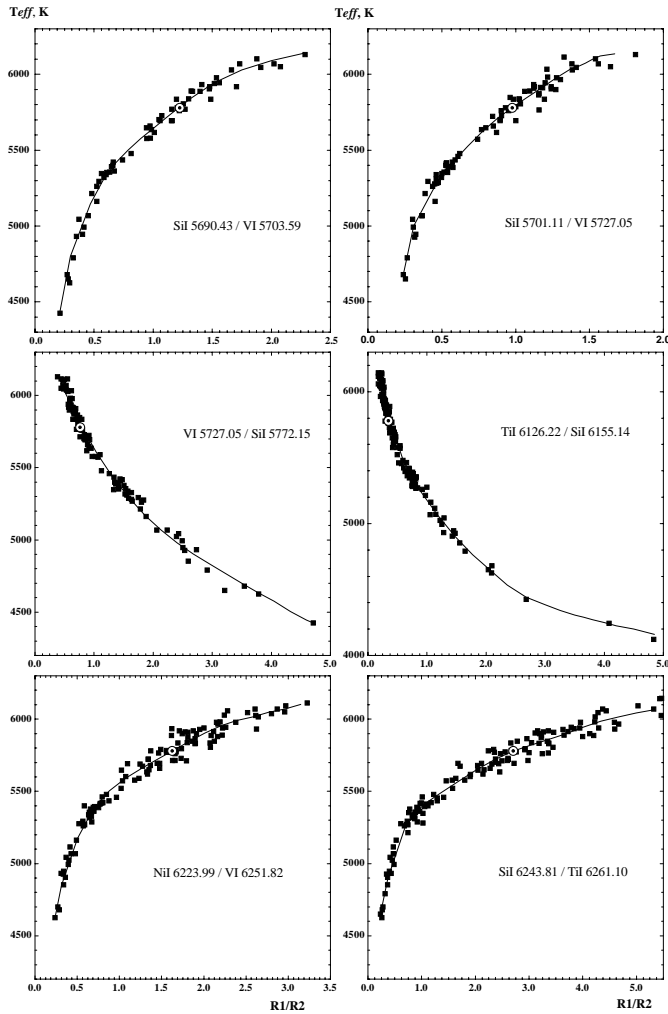 Teff, K
Teff, K
6000
5500
5000
4500
0.0 0.5 1.0 1.5 2.0 2.5
SiI 5690.43 / VI 5703.59
6000
5500
5000
4500
0.0 0.5 1.0 1.5 2.0
SiI 5701.11 / VI 5727.05
6000
5500
5000
4500
0.0 1.0 2.0 3.0 4.0 5.0
VI 5727.05 / SiI 5772.15
6000
5000
4000
0.0 1.0 2.0 3.0 4.0 5.0
TiI 6126.22 / SiI 6155.14
6000
5500
5000
4500
0.0 0.5 1.0 1.5 2.0 2.5 3.0 3.5
NiI 6223.99 / VI 6251.82
R1/R2
6000
5500
5000
4500
0.0 1.0 2.0 3.0 4.0 5.0
SiI 6243.81 / TiI 6261.10
R1/R2